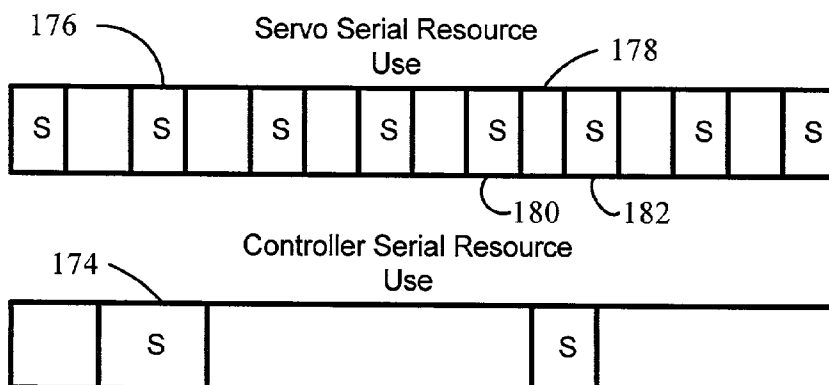 176
Servo Serial Resource
Use
178
S S S S S S S S
180 182
Controller Serial Resource
Use
174
S S